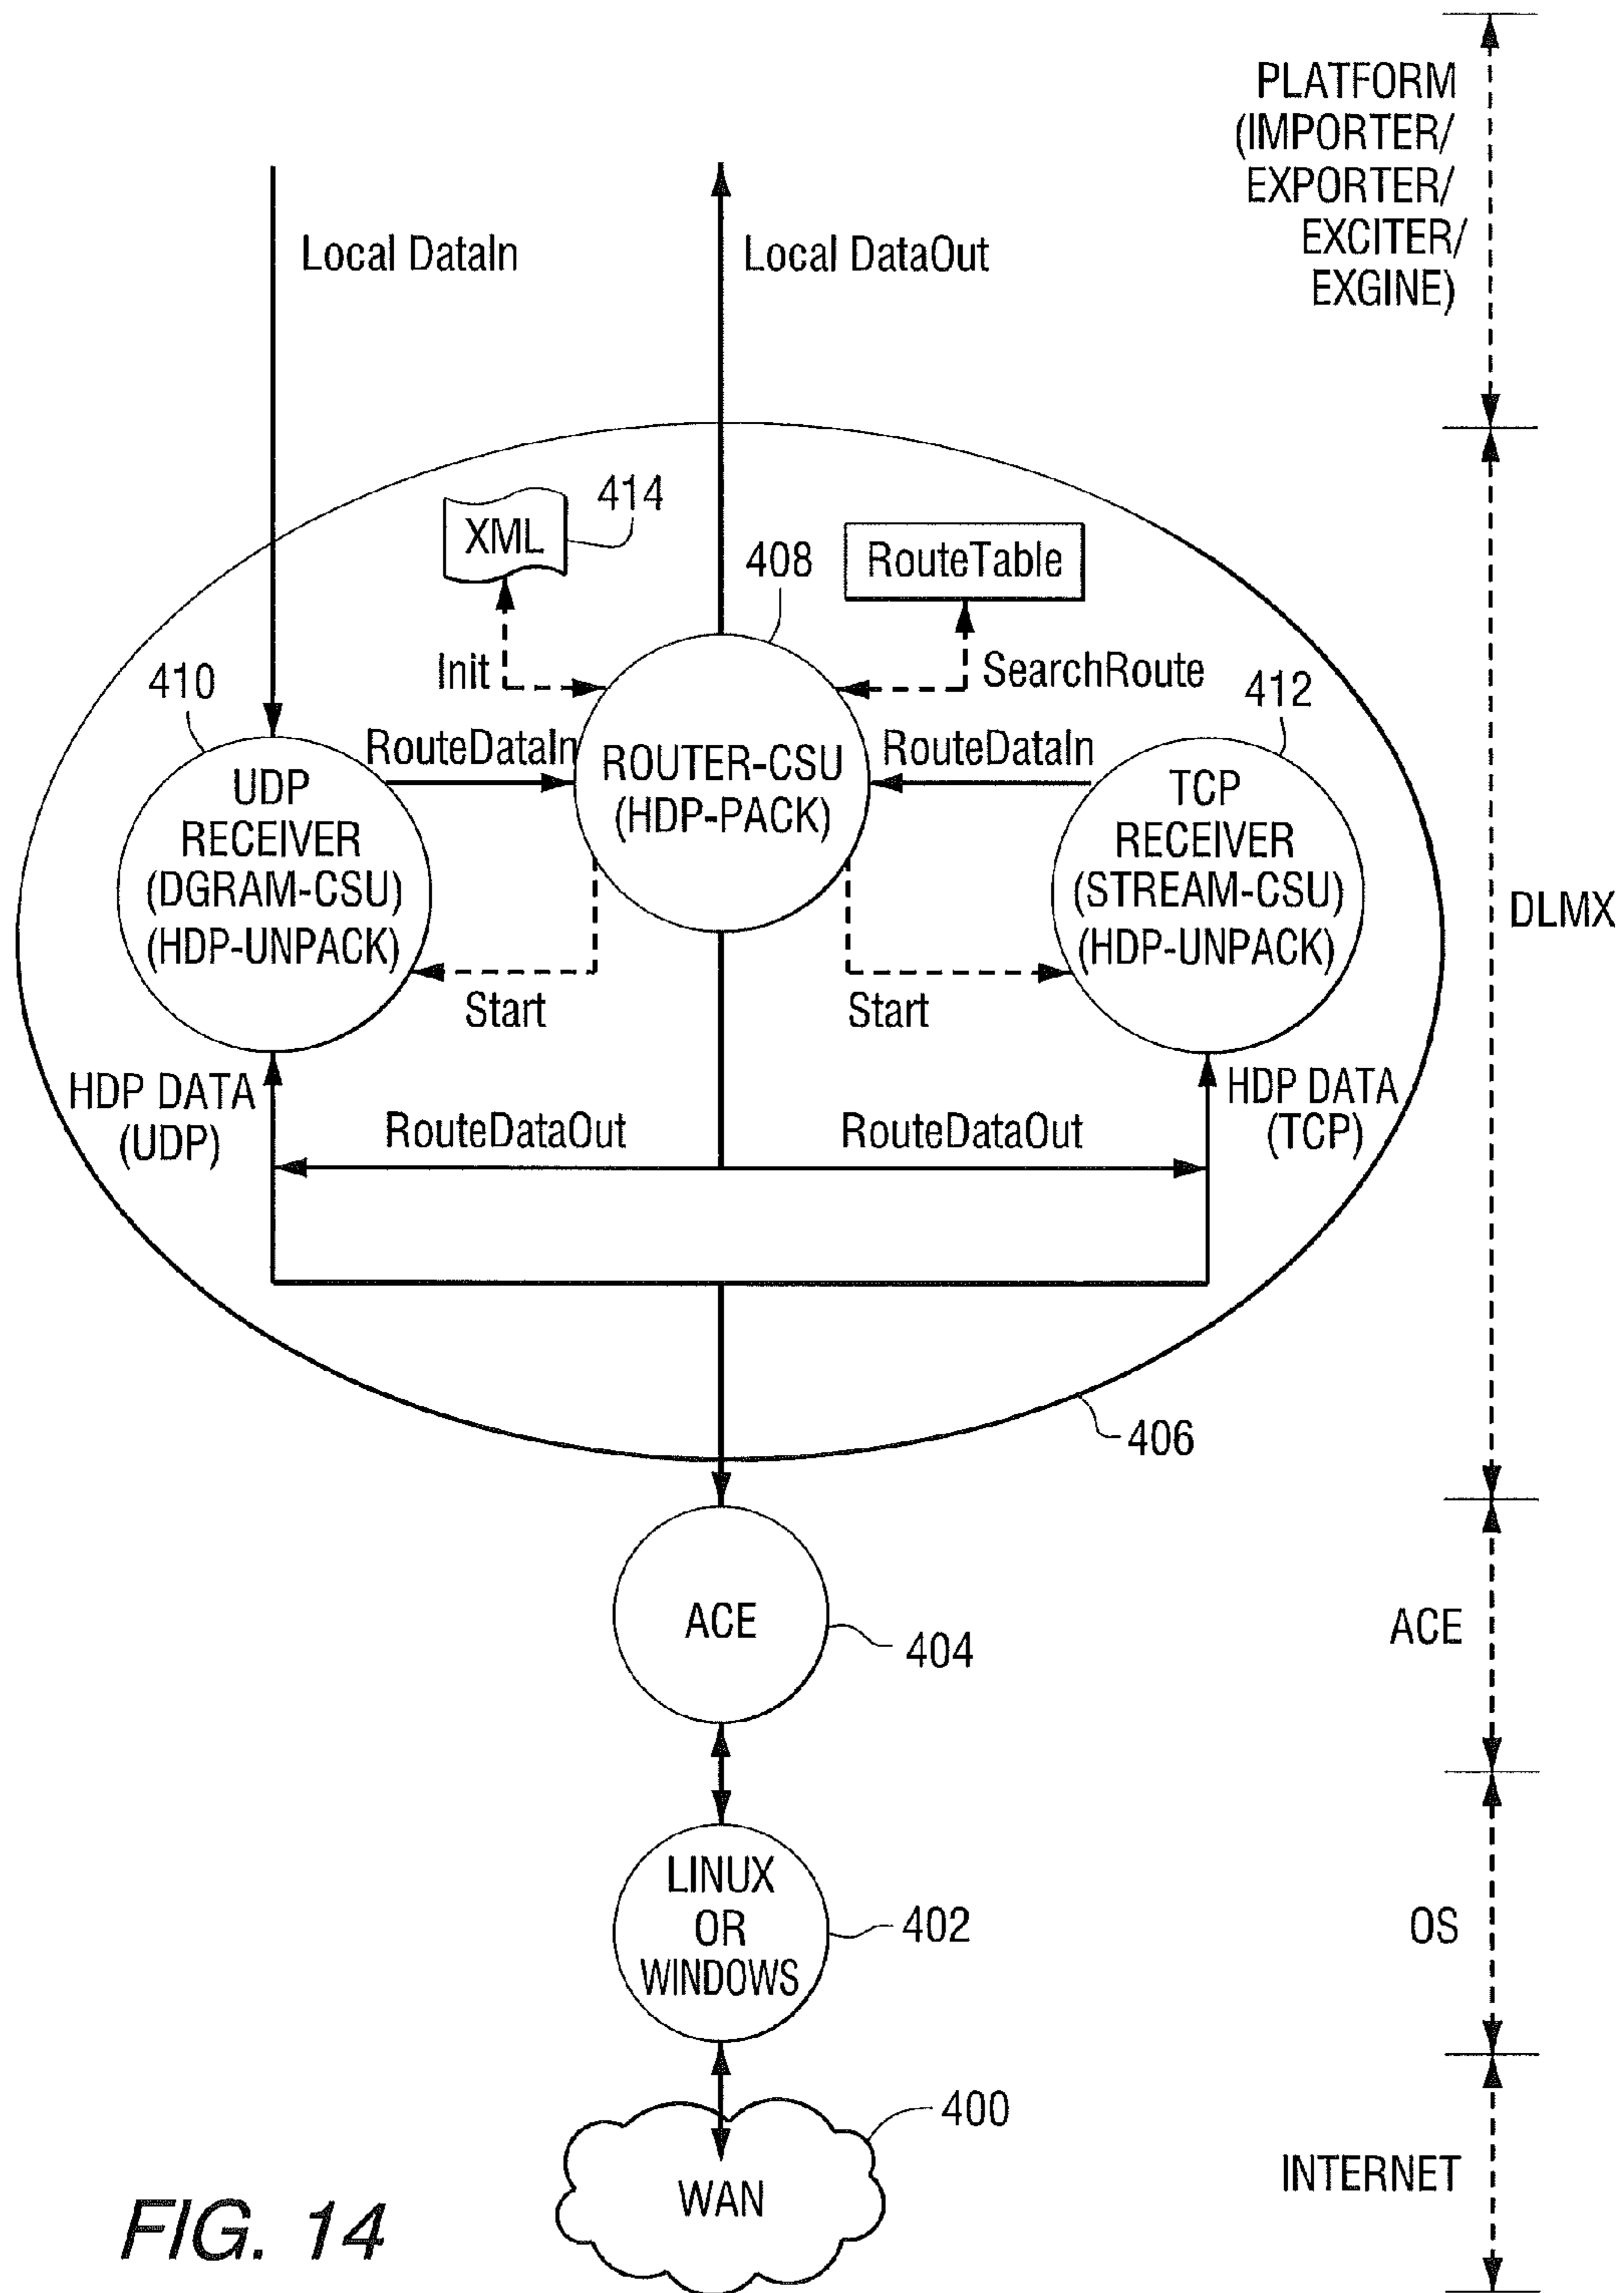 PLATFORM
(IMPORTER/
EXPORTER/
EXCITER/
EXGINE)
Local DataIn
Local DataOut
XML
414
408
RouteTable
Init
SearchRoute
410
412
RouteDataIn
RouteDataIn
UDP
RECEIVER
(DGRAM-CSU)
(HDP-UNPACK)
ROUTER-CSU
(HDP-PACK)
TCP
RECEIVER
(STREAM-CSU)
(HDP-UNPACK)
DLMX
Start
Start
HDP DATA
(UDP)
RouteDataOut
RouteDataOut
HDP DATA
(TCP)
406
ACE
404
ACE
LINUX
OR
WINDOWS
402
OS
400
WAN
INTERNET
FIG. 14